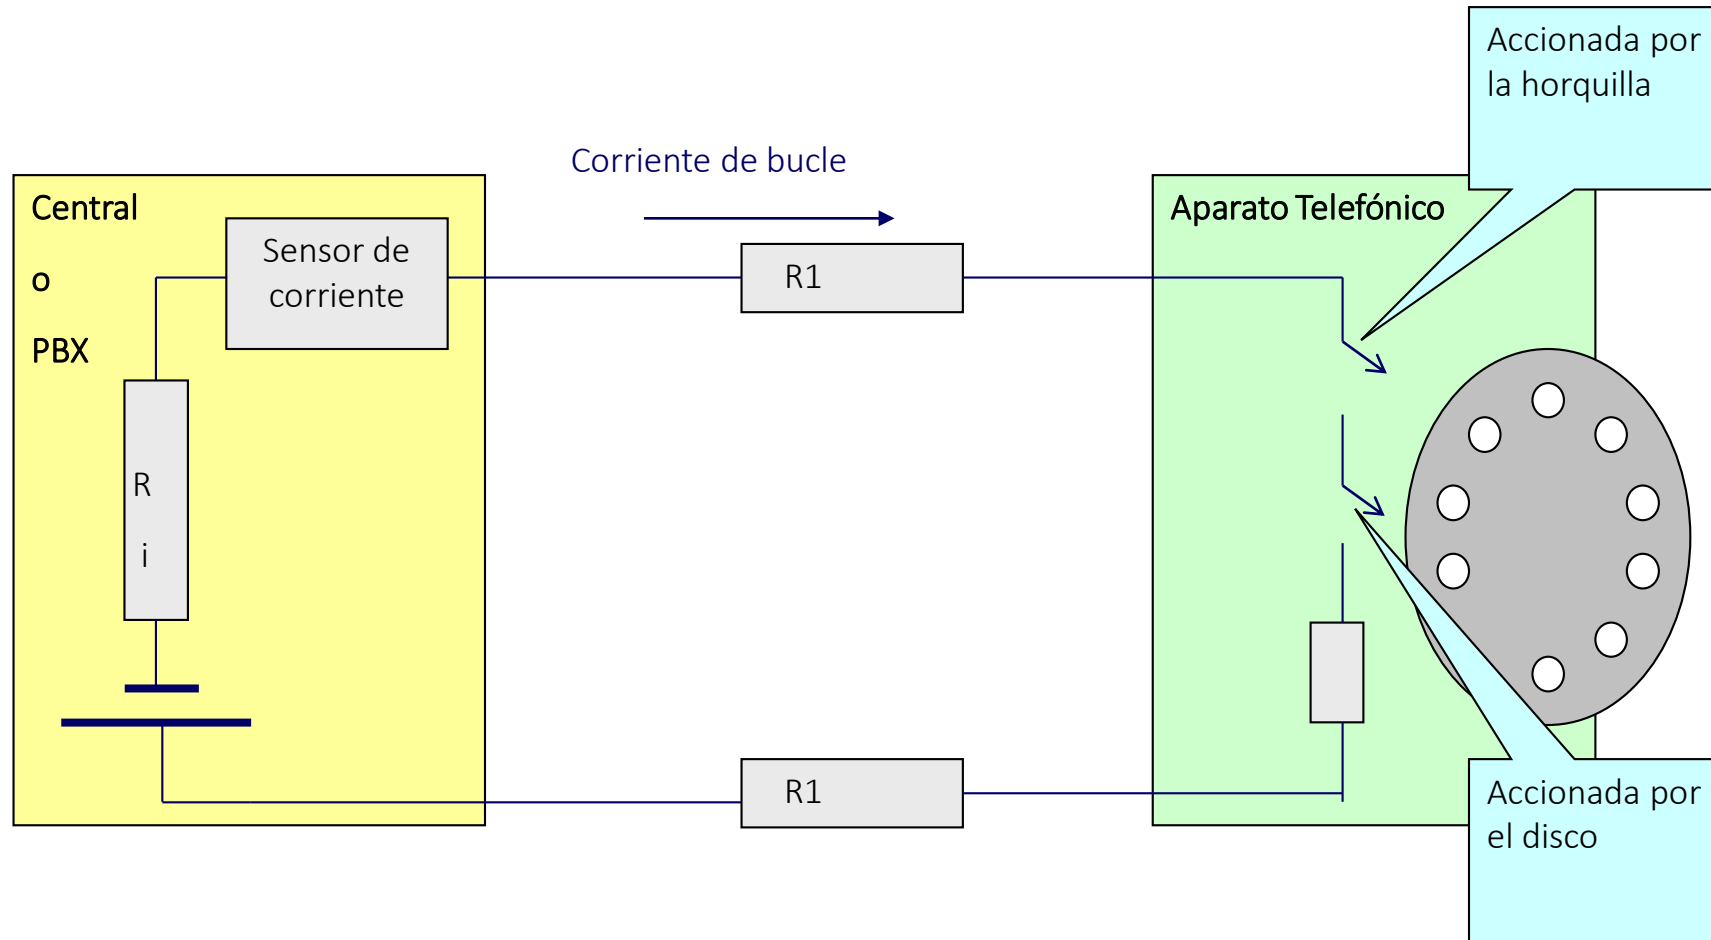 Accionada por
la horquilla
Corriente de bucle
Central
o
PBX
Sensor de
corriente
R1
Aparato Telefónico
R
i
R1
Accionada por
el disco